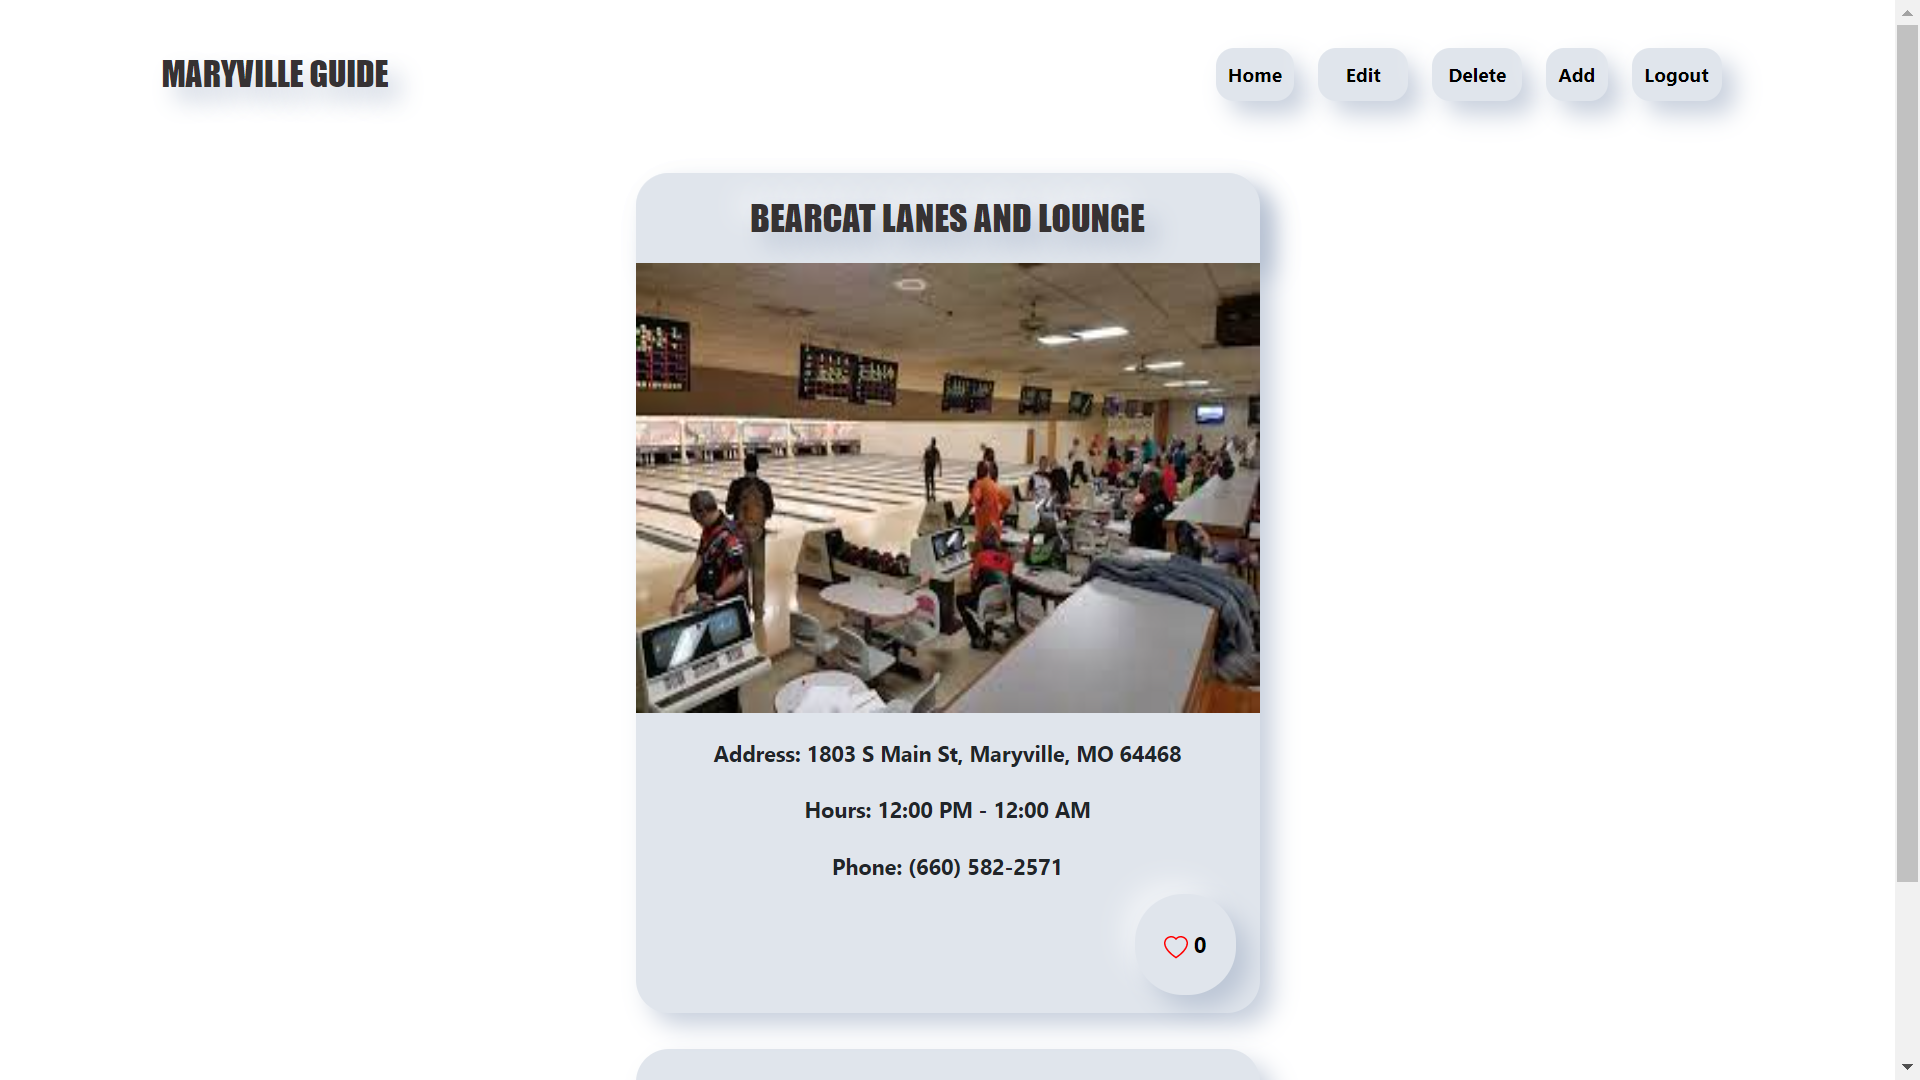 MARYVILLE GUIDE
Home Edit Delete Add Logout
BEARCAT LANES AND LOUNGE
Address: 1803 S Main St, Maryville, MO 64468
Hours: 12:00 PM - 12:00 AM
Phone: (660) 582-2571
0